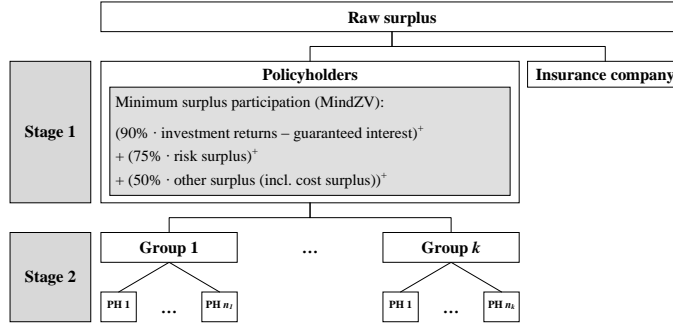 Raw surplus
Policyholders
Insurance company
Stage 1
Minimum surplus participation (MindZV):
(90% · investment returns – guaranteed interest)⁺
+ (75% · risk surplus)⁺
+ (50% · other surplus (incl. cost surplus))⁺
Stage 2
Group 1
...
Group k
PH 1
...
PH n₁
PH 1
...
PH nₖ